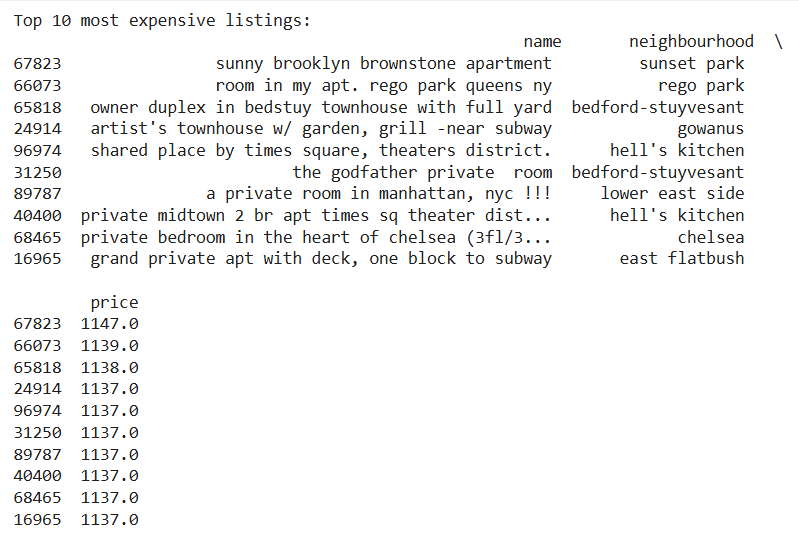 Top 10 most expensive listings:
name neighbourhood \
67823 sunny brooklyn brownstone apartment sunset park
66073 room in my apt. rego park queens ny rego park
65818 owner duplex in bedstuy townhouse with full yard bedford-stuyvesant
24914 artist's townhouse w/ garden, grill -near subway gowanus
96974 shared place by times square, theaters district. hell's kitchen
31250 the godfather private  room bedford-stuyvesant
89787 a private room in manhattan, nyc !!! lower east side
40400 private midtown 2 br apt times sq theater dist... hell's kitchen
68465 private bedroom in the heart of chelsea (3fl/3... chelsea
16965 grand private apt with deck, one block to subway east flatbush
price
67823 1147.0
66073 1139.0
65818 1138.0
24914 1137.0
96974 1137.0
31250 1137.0
89787 1137.0
40400 1137.0
68465 1137.0
16965 1137.0